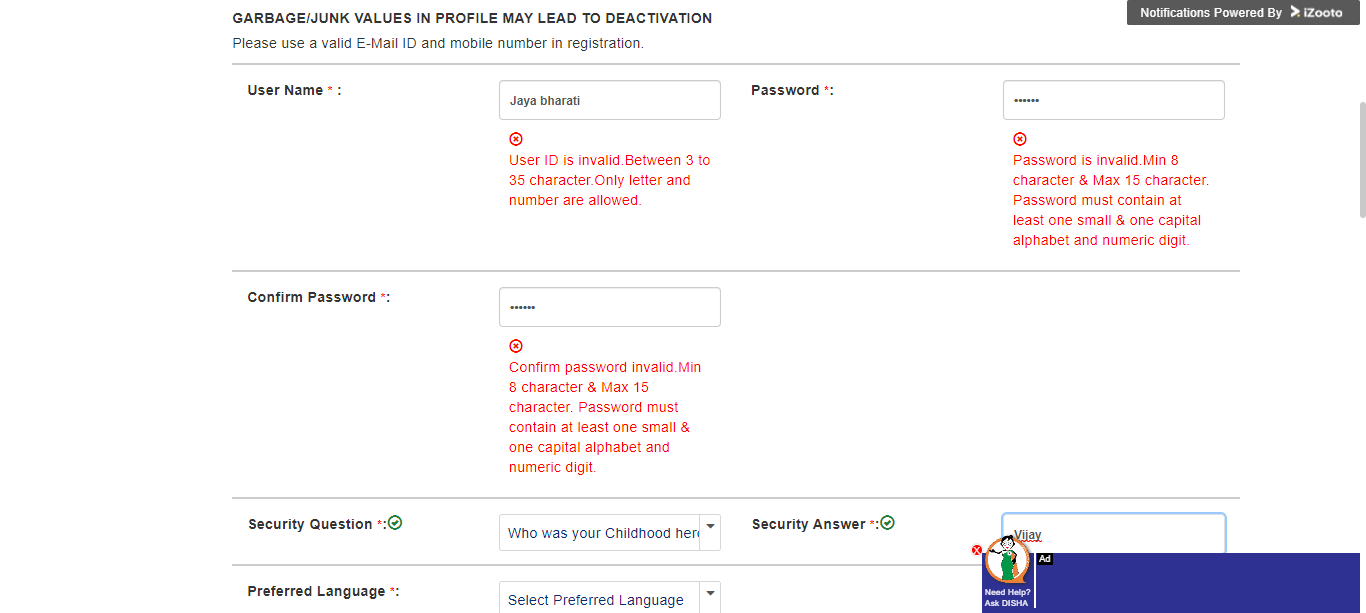 Notifications Powered By iZooto
GARBAGE/JUNK VALUES IN PROFILE MAY LEAD TO DEACTIVATION
Please use a valid E-Mail ID and mobile number in registration.
User Name * :
Jaya bharati
User ID is invalid.Between 3 to
35 character.Only letter and
number are allowed.
Password *:
••••••
Password is invalid.Min 8
character & Max 15 character.
Password must contain at
least one small & one capital
alphabet and numeric digit.
Confirm Password *:
••••••
Confirm password invalid.Min
8 character & Max 15
character. Password must
contain at least one small &
one capital alphabet and
numeric digit.
Security Question *:
Who was your Childhood her
Security Answer *:
Vijay
Preferred Language *:
Select Preferred Language
Ad
Need Help?
Ask DISHA